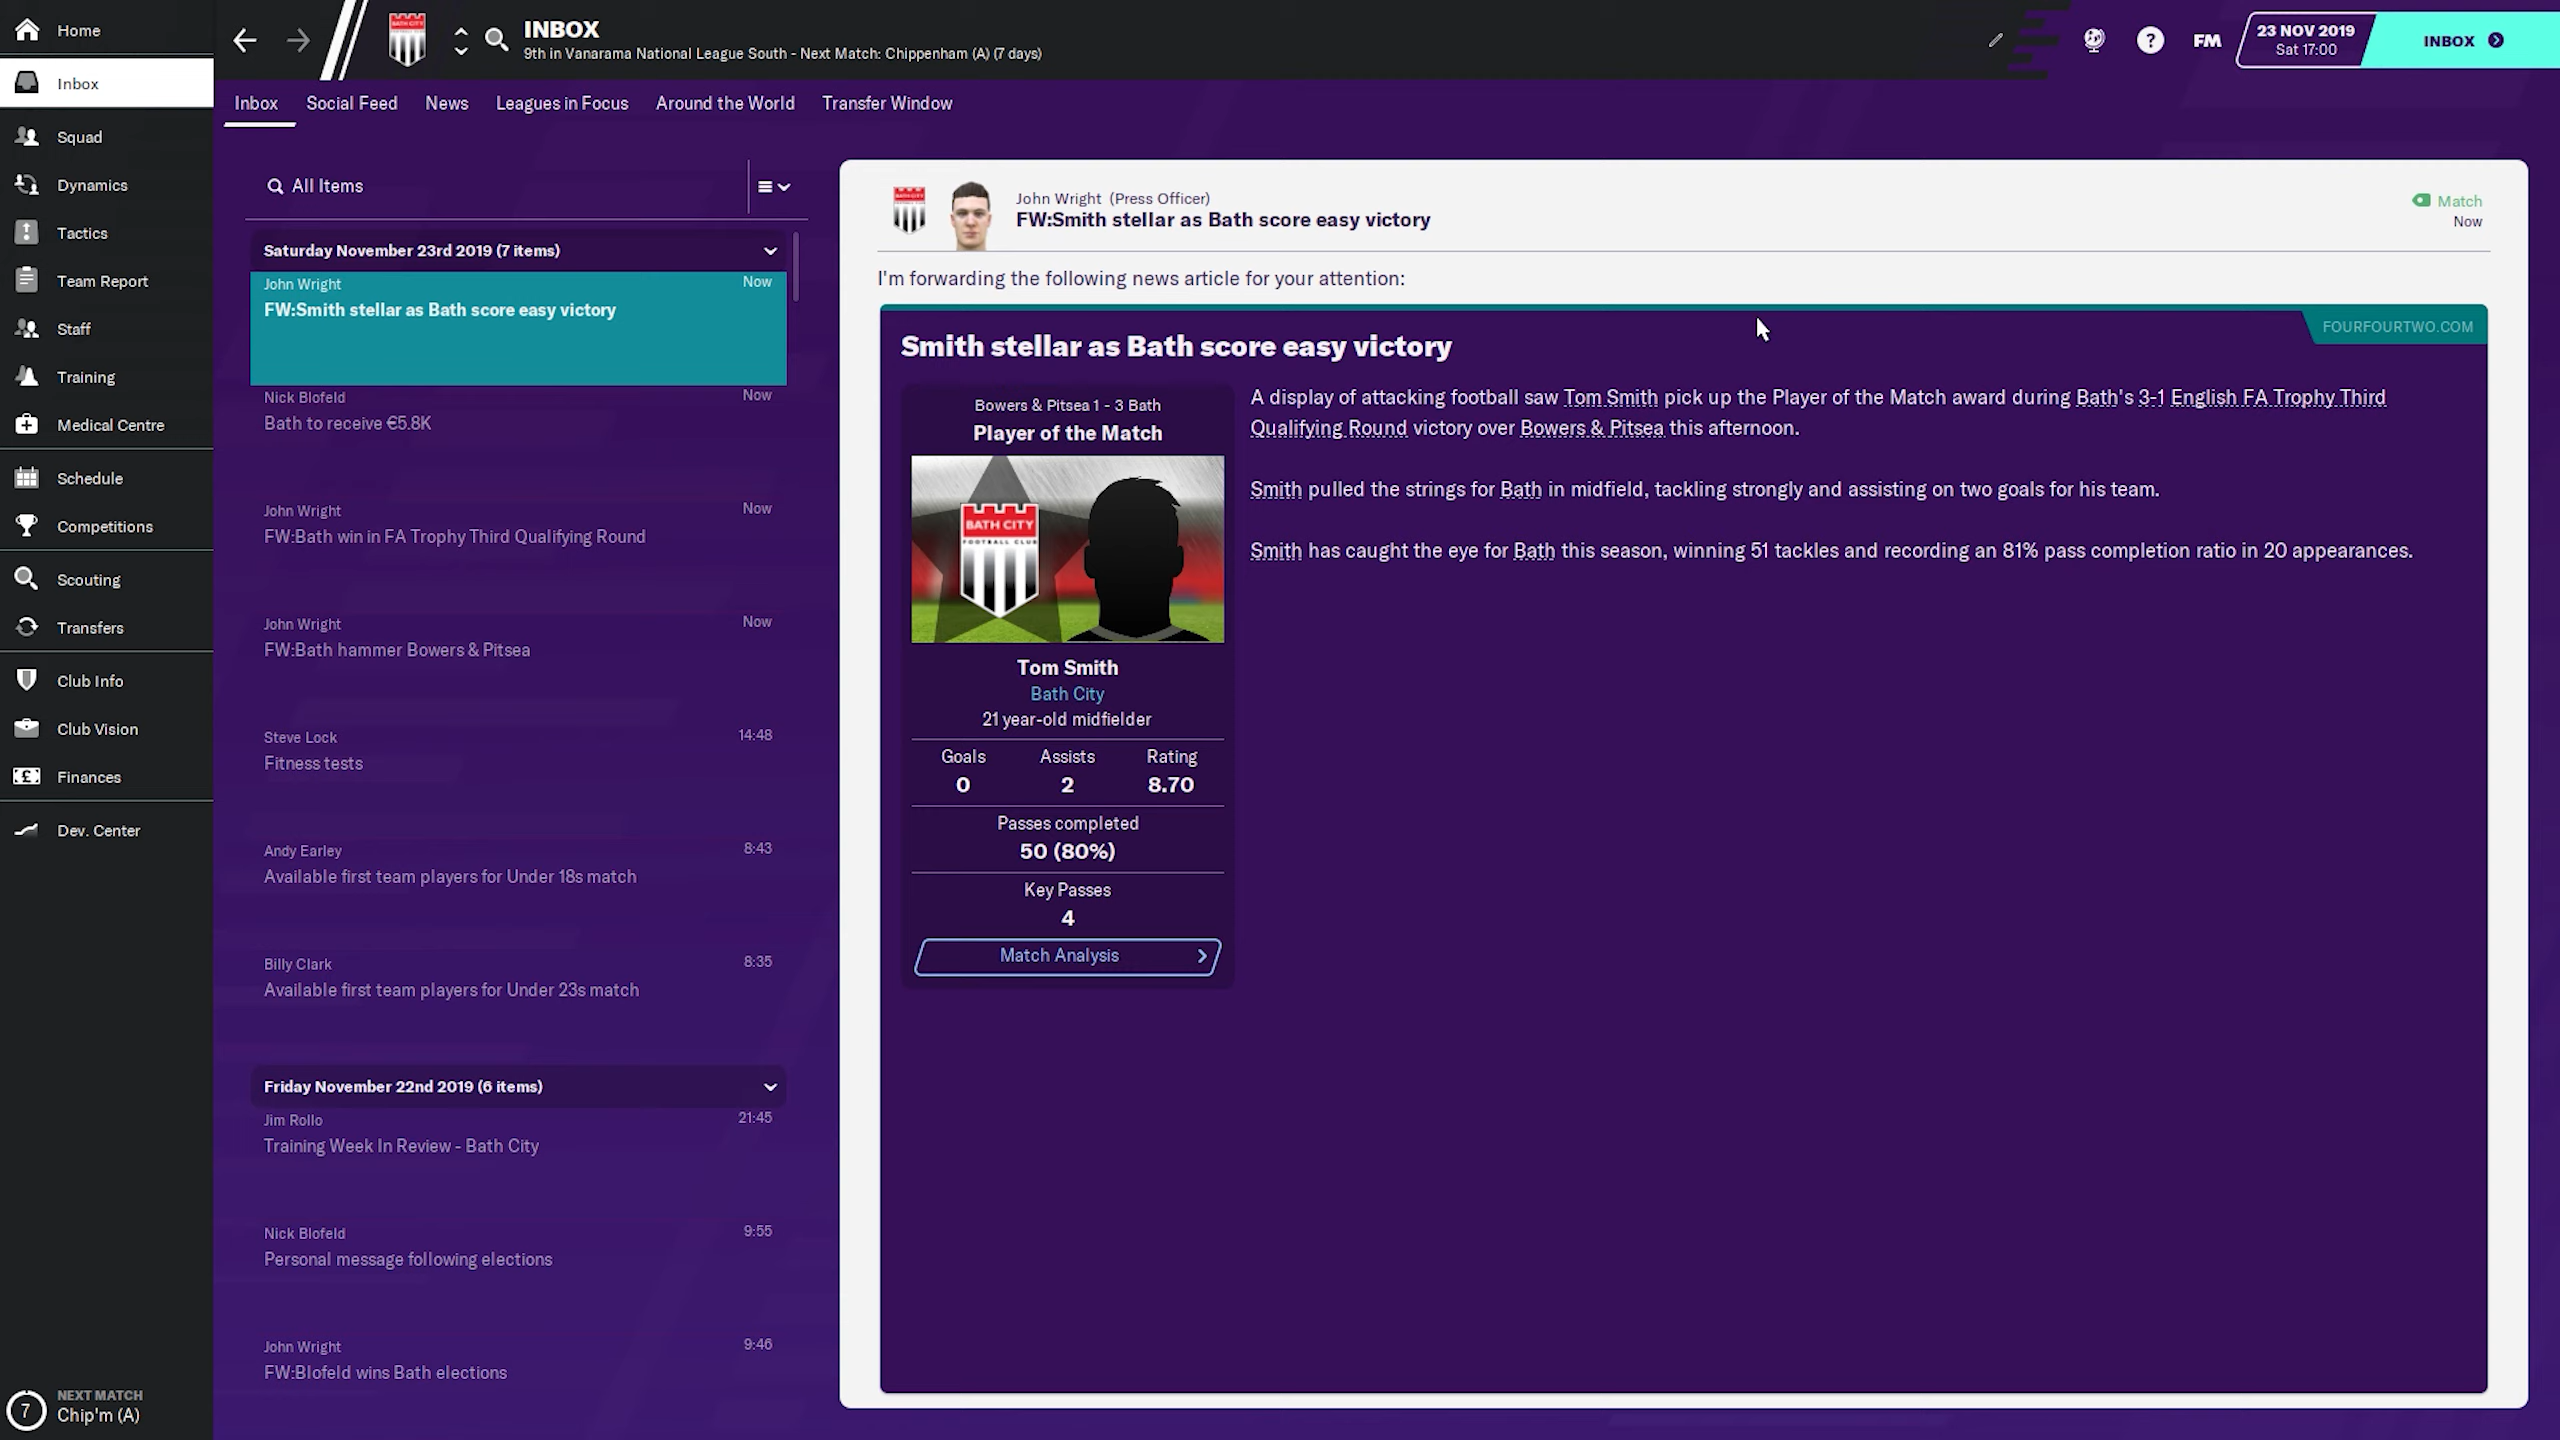 Home
Inbox
Squad
Dynamics
Tactics
Team Report
Staff
Training
Medical Centre
Schedule
Competitions
Scouting
Transfers
Club Info
Club Vision
Finances
Dev. Center
7
NEXT MATCH
Chip'm (A)
BATH CITY
INBOX
9th in Vanarama National League South - Next Match: Chippenham (A) (7 days)
?
FM
23 NOV 2019
Sat 17:00
INBOX
Inbox Social Feed News Leagues in Focus Around the World Transfer Window
All Items
Saturday November 23rd 2019 (7 items)
John Wright Now
FW:Smith stellar as Bath score easy victory
Nick Blofeld Now
Bath to receive €5.8K
John Wright Now
FW:Bath win in FA Trophy Third Qualifying Round
John Wright Now
FW:Bath hammer Bowers & Pitsea
Steve Lock 14:48
Fitness tests
Andy Earley 8:43
Available first team players for Under 18s match
Billy Clark 8:35
Available first team players for Under 23s match
Friday November 22nd 2019 (6 items)
Jim Rollo 21:45
Training Week In Review - Bath City
Nick Blofeld 9:55
Personal message following elections
John Wright 9:46
FW:Blofeld wins Bath elections
BATH CITY
John Wright (Press Officer)
FW:Smith stellar as Bath score easy victory
Match
Now
I'm forwarding the following news article for your attention:
FOURFOURTWO.COM
Smith stellar as Bath score easy victory
Bowers & Pitsea 1 - 3 Bath
Player of the Match
BATH CITY
FOOTBALL CLUB
Tom Smith
Bath City
21 year-old midfielder
Goals Assists Rating
0 2 8.70
Passes completed
50 (80%)
Key Passes
4
Match Analysis
A display of attacking football saw Tom Smith pick up the Player of the Match award during Bath's 3-1 English FA Trophy Third
Qualifying Round victory over Bowers & Pitsea this afternoon.
Smith pulled the strings for Bath in midfield, tackling strongly and assisting on two goals for his team.
Smith has caught the eye for Bath this season, winning 51 tackles and recording an 81% pass completion ratio in 20 appearances.